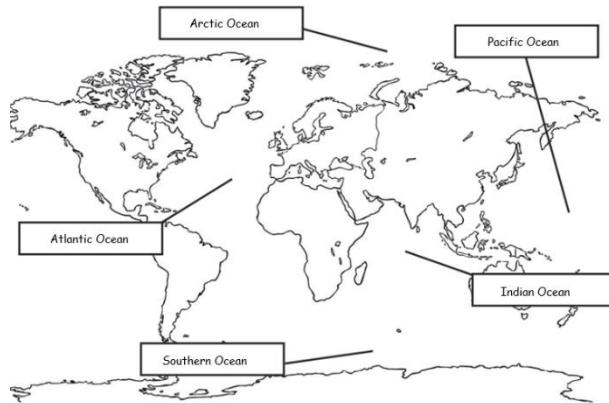 Arctic Ocean
Pacific Ocean
Atlantic Ocean
Indian Ocean
Southern Ocean